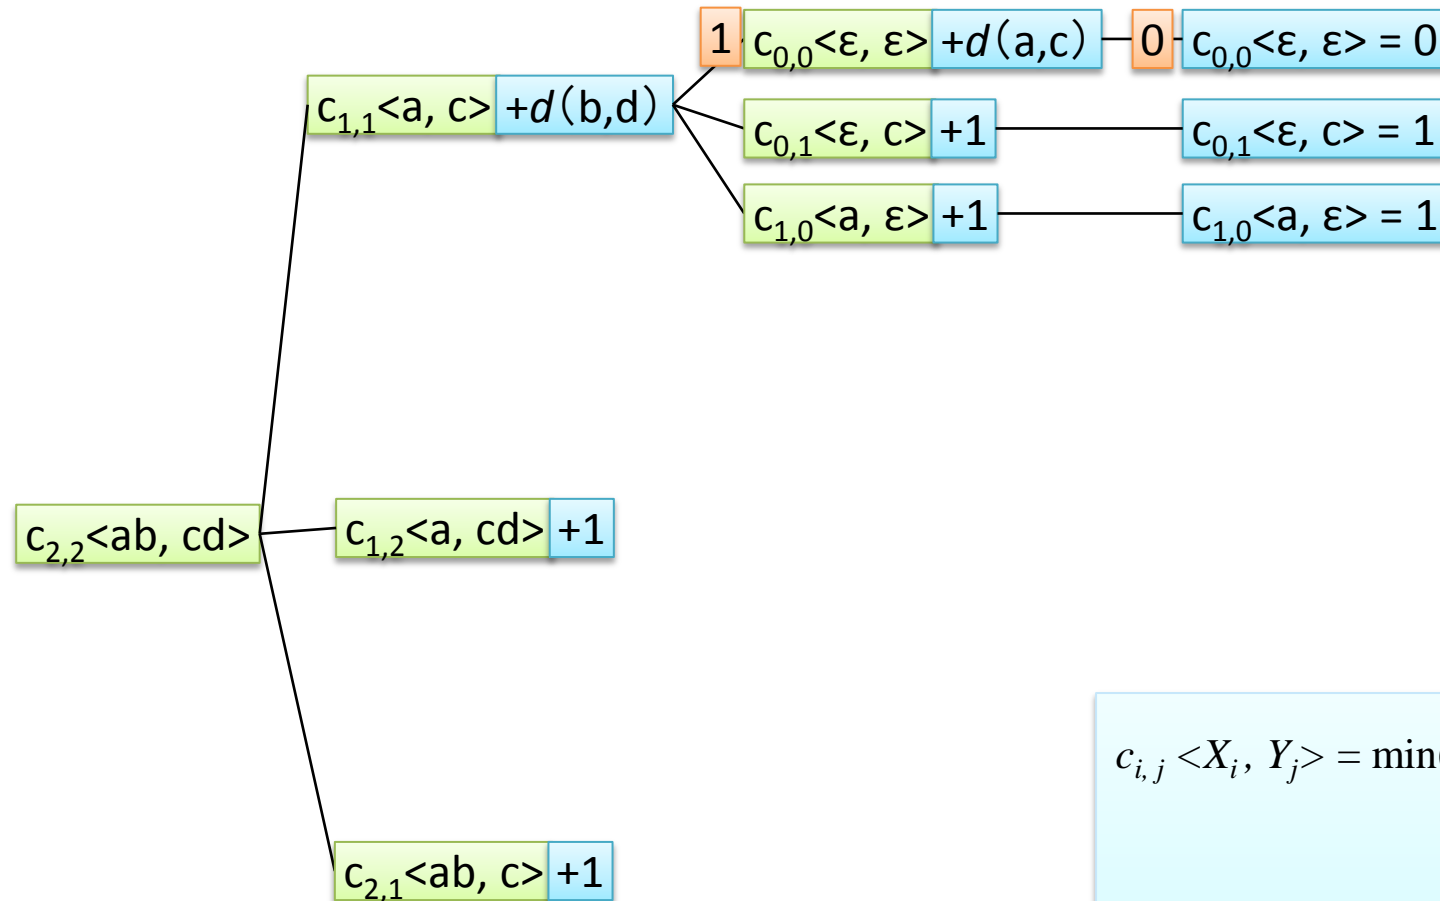 1 c0,0<ε, ε> +d（a,c） 0 c0,0<ε, ε> = 0
c1,1<a, c> +d（b,d）
c0,1<ε, c> +1 c0,1<ε, c> = 1
c1,0<a, ε> +1 c1,0<a, ε> = 1
c2,2<ab, cd> c1,2<a, cd> +1
ci, j <Xi, Yj> = min
c2,1<ab, c> +1